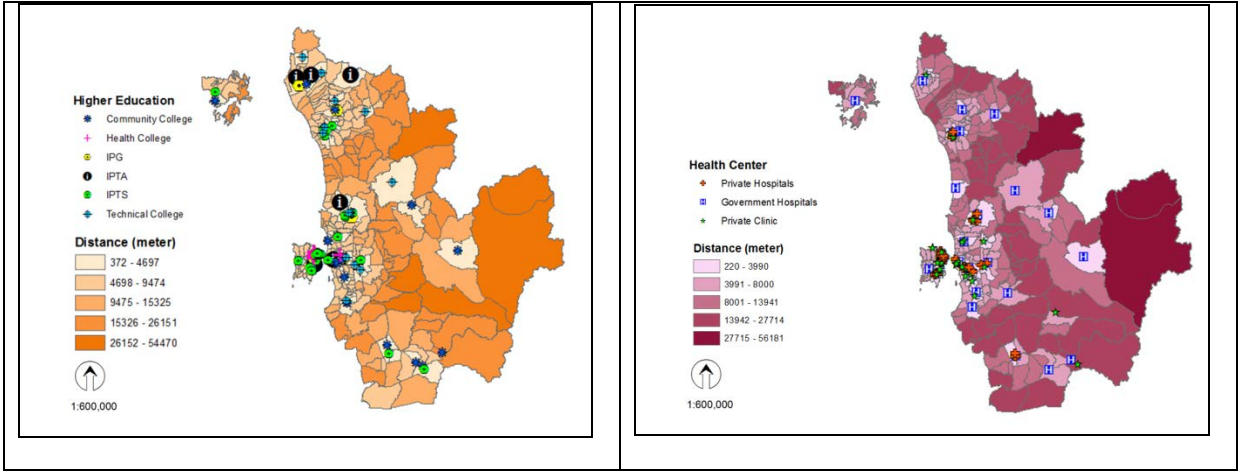 Higher Education
Community College
Health College
IPG
IPTA
IPTS
Technical College
Distance (meter)
372 - 4697
4698 - 9474
9475 - 15325
15326 - 26151
26152 - 54470
1:600,000
Health Center
Private Hospitals
Government Hospitals
Private Clinic
Distance (meter)
220 - 3990
3991 - 8000
8001 - 13941
13942 - 27714
27715 - 56181
1:600,000